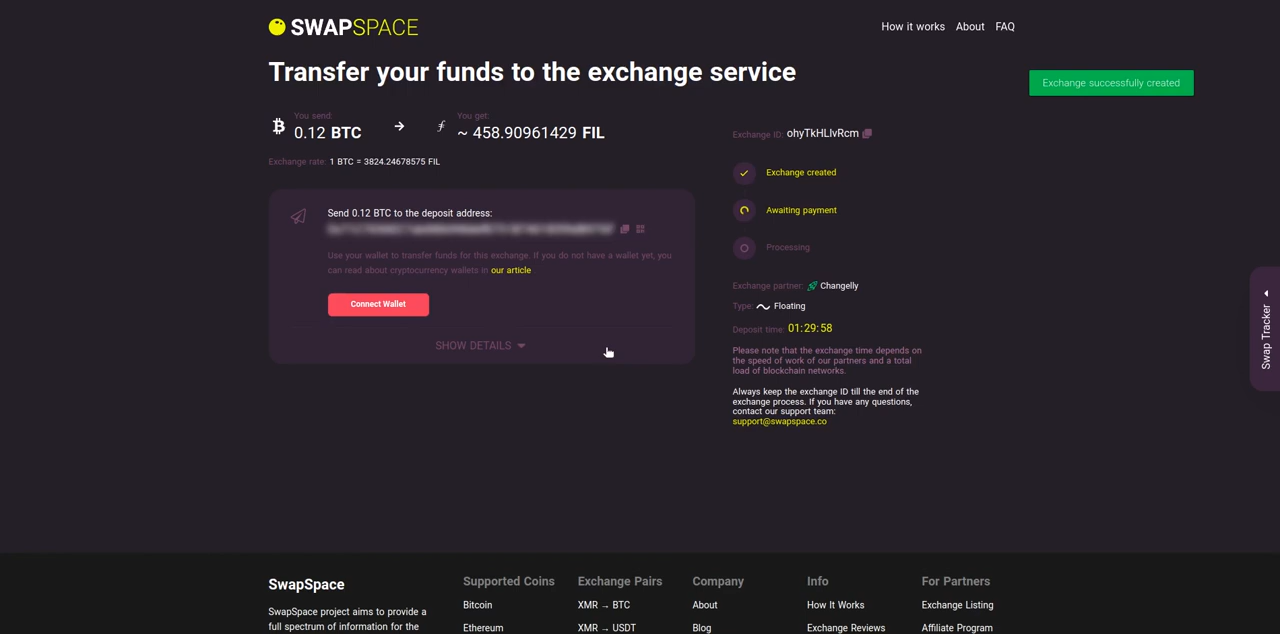 SWAPSPACE
How it works About FAQ
Transfer your funds to the exchange service
Exchange successfully created
You send:
0.12 BTC
You get:
~ 458.90961429 FIL
Exchange rate: 1 BTC = 3824.24678575 FIL
Send 0.12 BTC to the deposit address:
Use your wallet to transfer funds for this exchange. If you do not have a wallet yet, you
can read about cryptocurrency wallets in our article
Connect Wallet
SHOW DETAILS
Exchange ID: ohyTkHLlvRcm
Exchange created
Awaiting payment
Processing
Exchange partner: Changelly
Type: Floating
Deposit time: 01:29:58
Please note that the exchange time depends on
the speed of work of our partners and a total
load of blockchain networks.
Always keep the exchange ID till the end of the
exchange process. If you have any questions,
contact our support team:
support@swapspace.co
Swap Tracker
SwapSpace
SwapSpace project aims to provide a
full spectrum of information for the
Supported Coins
Bitcoin
Ethereum
Exchange Pairs
XMR → BTC
XMR → USDT
Company
About
Blog
Info
How It Works
Exchange Reviews
For Partners
Exchange Listing
Affiliate Program